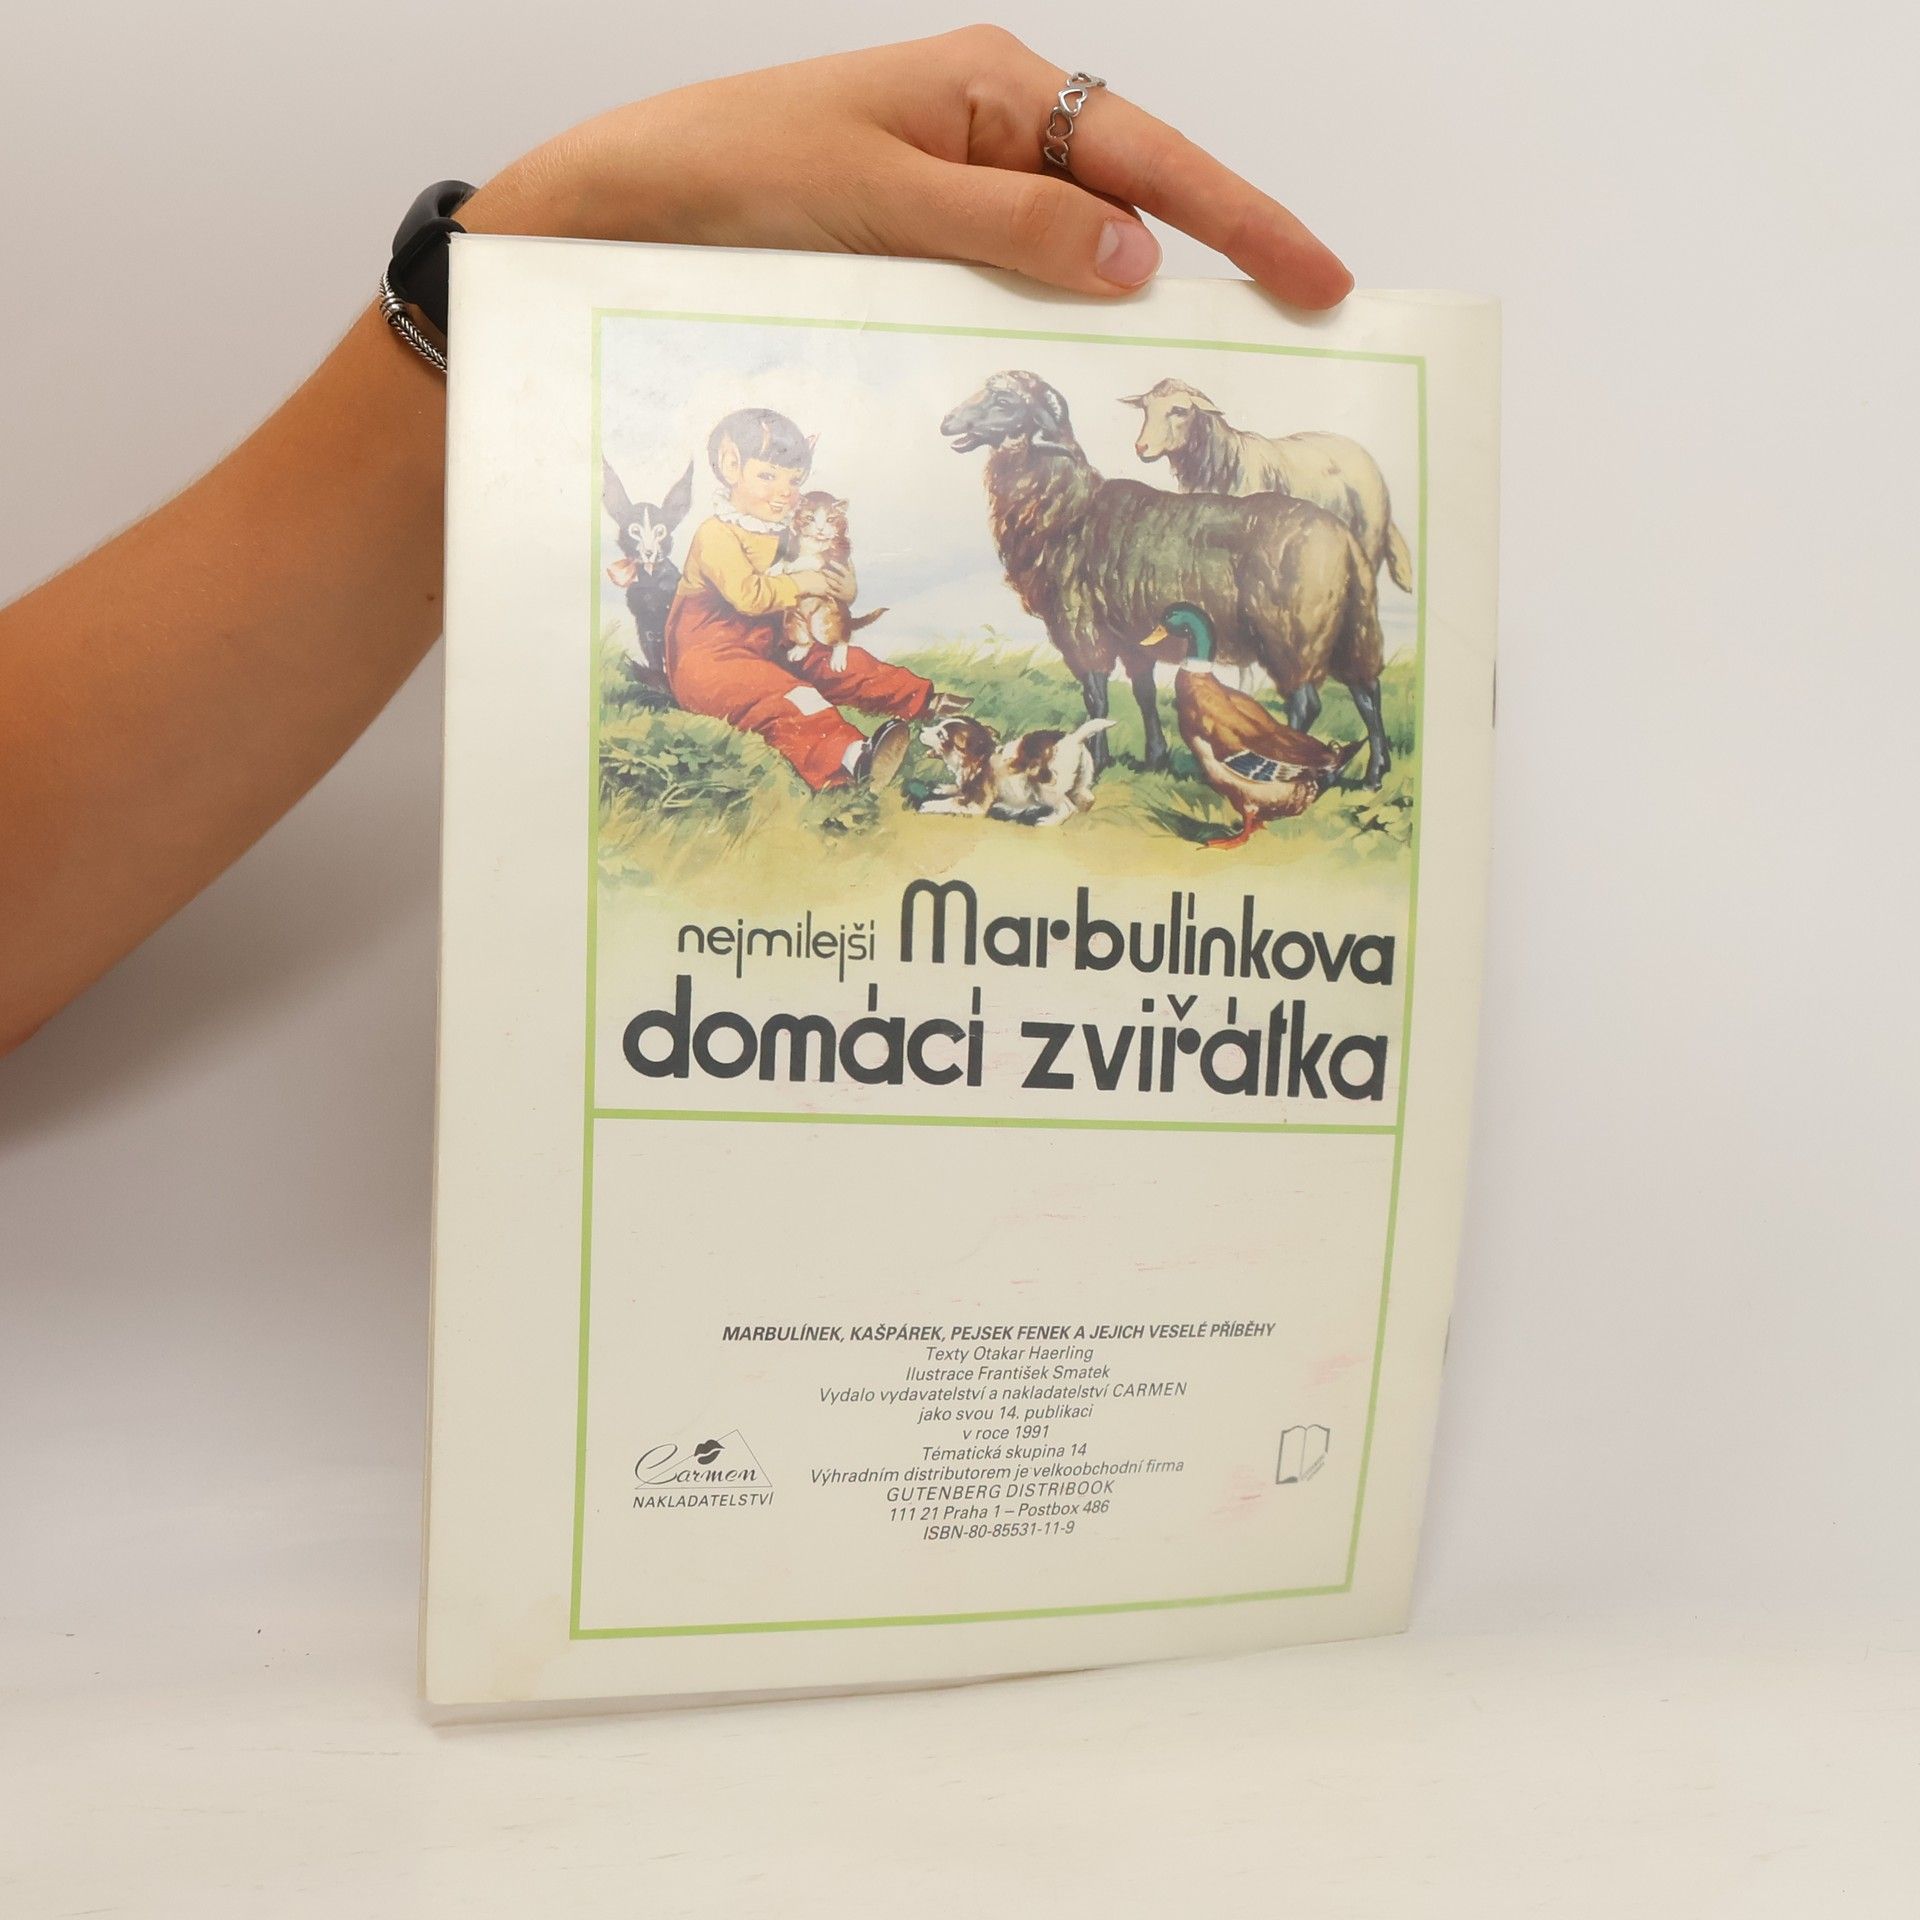 nejmilejší Marbulínkova
domácí zvířátka
MARBULÍNEK, KAŠPÁREK, PEJSEK FENEK A JEJICH VESELÉ PŘÍBĚHY
Texty Otakar Haerling
Ilustrace František Smatek
Vydalo vydavatelství a nakladatelství CARMEN
jako svou 14. publikaci
v roce 1991
Tématická skupina 14
Výhradním distributorem je velkoobchodní firma
GUTENBERG DISTRIBOOK
111 21 Praha 1 – Postbox 486
ISBN-80-85531-11-9
Carmen
NAKLADATELSTVÍ